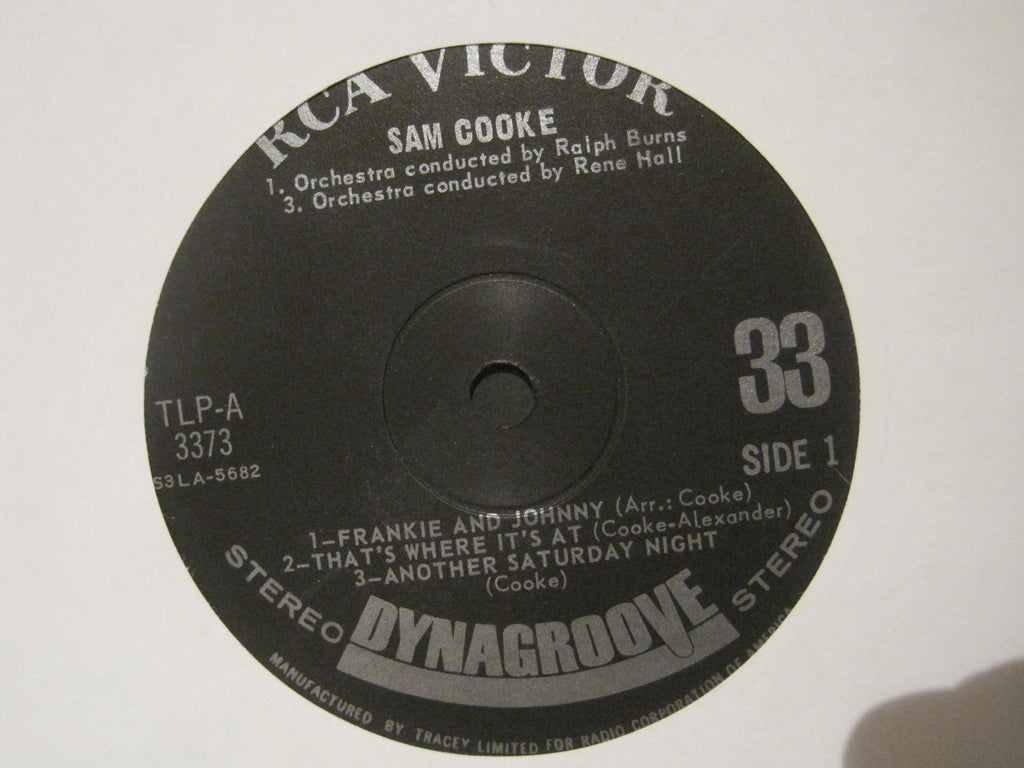 RCA VICTOR
SAM COOKE
1. Orchestra conducted by Ralph Burns
3. Orchestra conducted by Rene Hall
33
TLP-A
3373
S3LA-5682
SIDE 1
1–FRANKIE AND JOHNNY (Arr.: Cooke)
2–THAT'S WHERE IT'S AT (Cooke-Alexander)
3–ANOTHER SATURDAY NIGHT
(Cooke)
STEREO
DYNAGROOVE
STEREO
MANUFACTURED BY TRACEY LIMITED FOR RADIO CORPORATION OF AMERICA